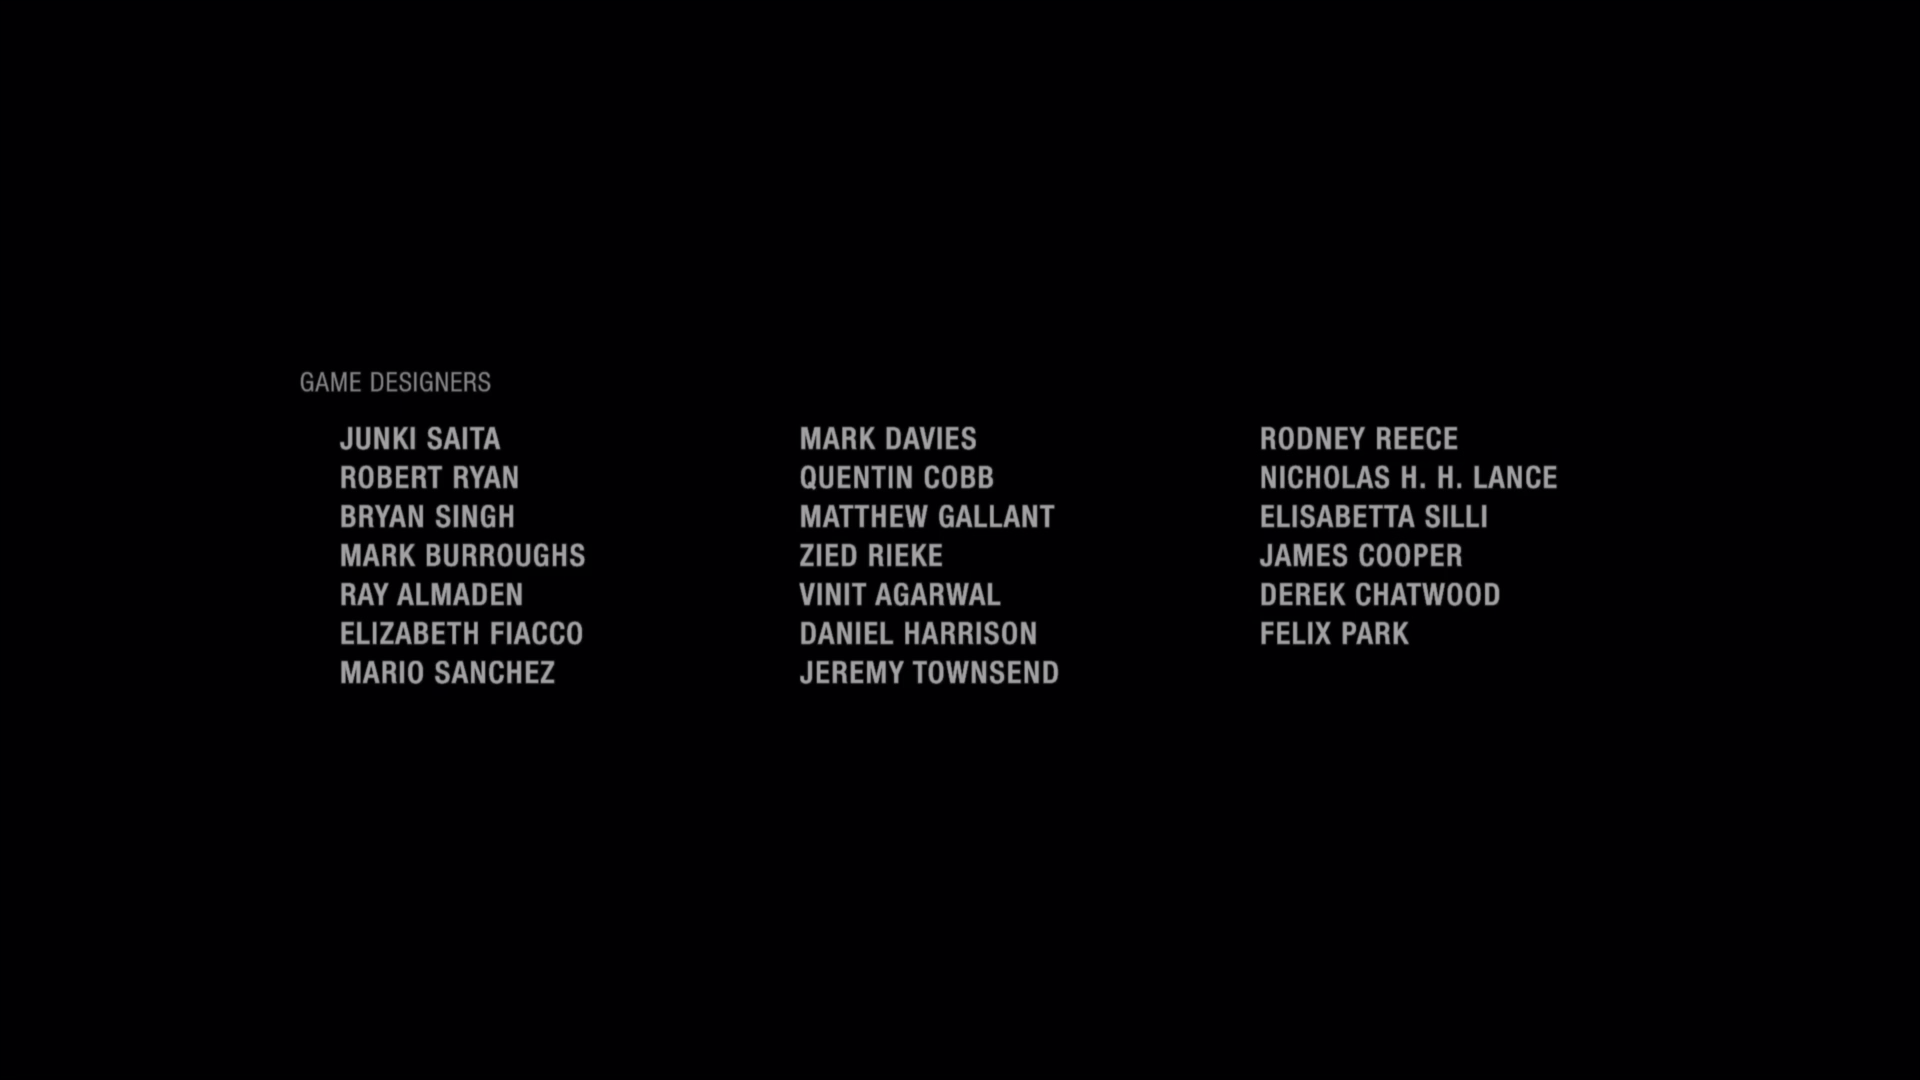 GAME DESIGNERS
JUNKI SAITA
ROBERT RYAN
BRYAN SINGH
MARK BURROUGHS
RAY ALMADEN
ELIZABETH FIACCO
MARIO SANCHEZ
MARK DAVIES
QUENTIN COBB
MATTHEW GALLANT
ZIED RIEKE
VINIT AGARWAL
DANIEL HARRISON
JEREMY TOWNSEND
RODNEY REECE
NICHOLAS H. H. LANCE
ELISABETTA SILLI
JAMES COOPER
DEREK CHATWOOD
FELIX PARK